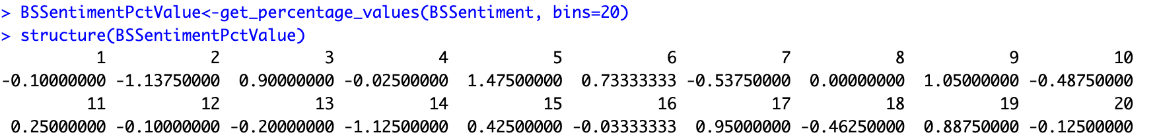 > BSSentimentPctValue<-get_percentage_values(BSSentiment, bins=20)
> structure(BSSentimentPctValue)
1 2 3 4 5 6 7 8 9 10
-0.10000000 -1.13750000 0.90000000 -0.02500000 1.47500000 0.73333333 -0.53750000 0.00000000 1.05000000 -0.48750000
11 12 13 14 15 16 17 18 19 20
0.25000000 -0.10000000 -0.20000000 -1.12500000 0.42500000 -0.03333333 0.95000000 -0.46250000 0.88750000 -0.12500000